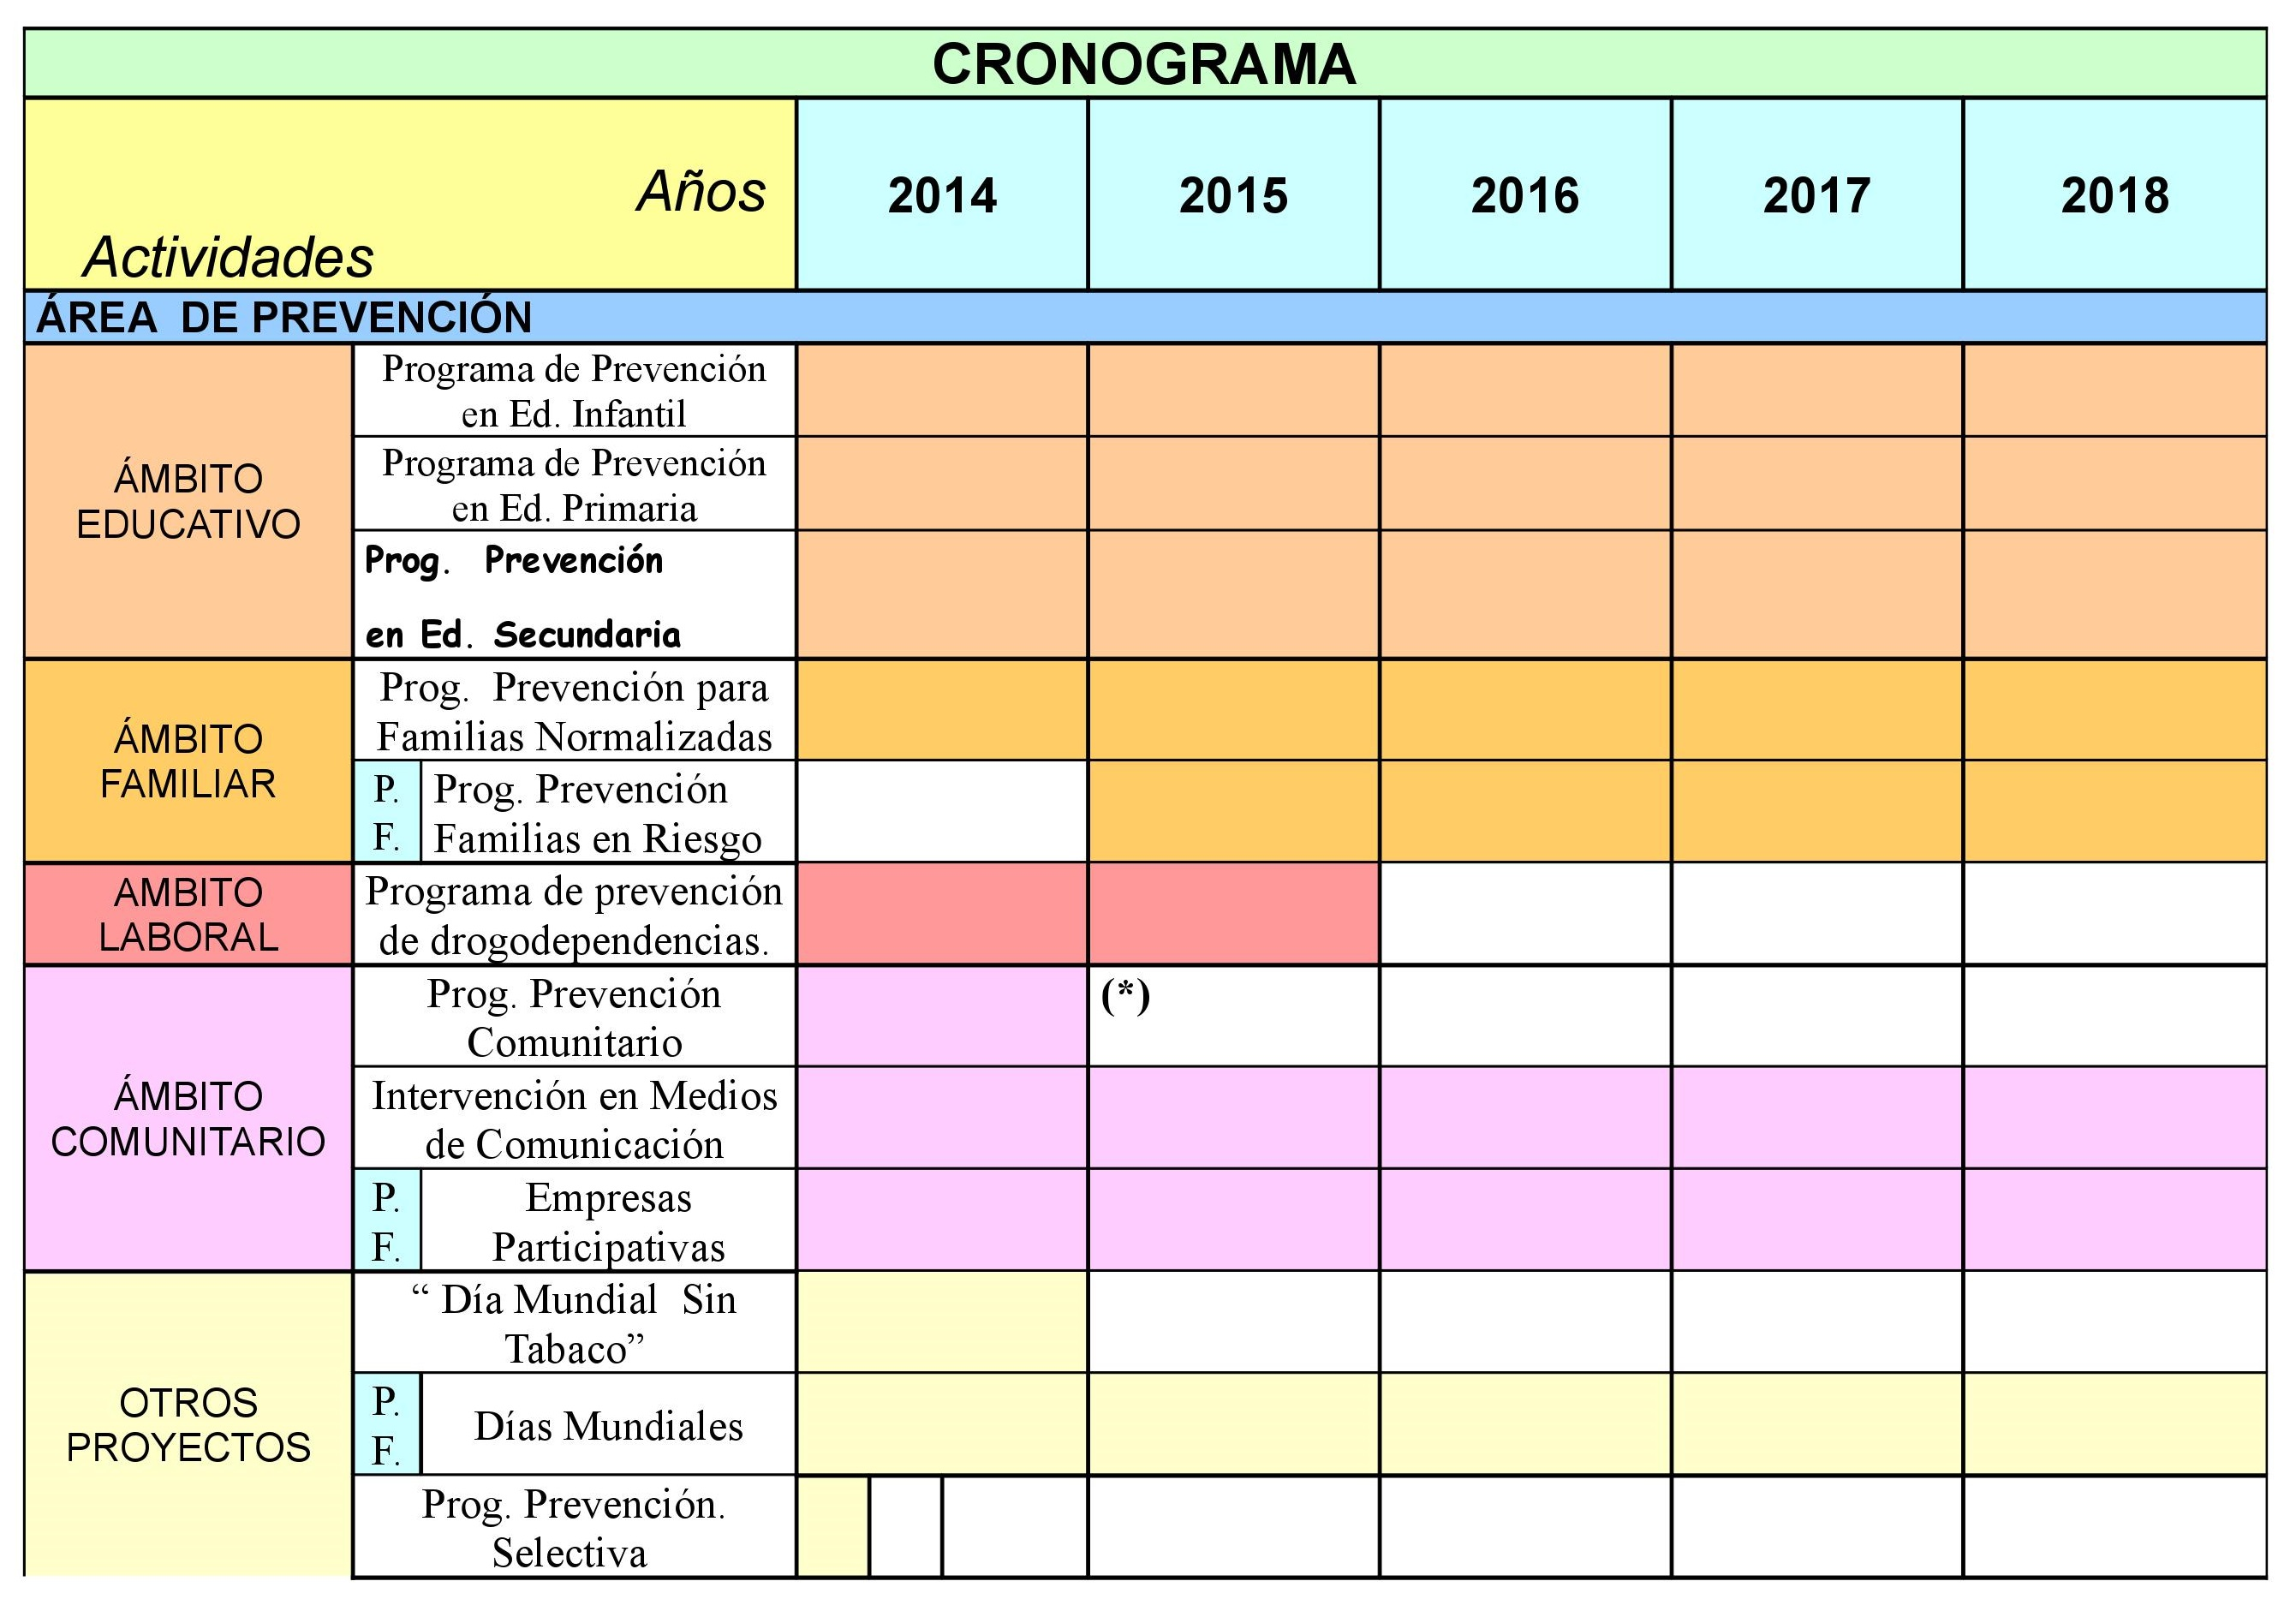 CRONOGRAMA
Años
Actividades
2014
2015
2016
2017
2018
ÁREA  DE PREVENCIÓN
ÁMBITO
EDUCATIVO
Programa de Prevención
en Ed. Infantil
Programa de Prevención
en Ed. Primaria
Prog.  Prevención
en Ed. Secundaria
ÁMBITO
FAMILIAR
Prog.  Prevención para
Familias Normalizadas
P.
F.
Prog. Prevención
Familias en Riesgo
AMBITO
LABORAL
Programa de prevención
de drogodependencias.
ÁMBITO
COMUNITARIO
Prog. Prevención
Comunitario
(*)
Intervención en Medios
de Comunicación
P.
F.
Empresas
Participativas
OTROS
PROYECTOS
“ Día Mundial  Sin
Tabaco”
P.
F.
Días Mundiales
Prog. Prevención.
Selectiva